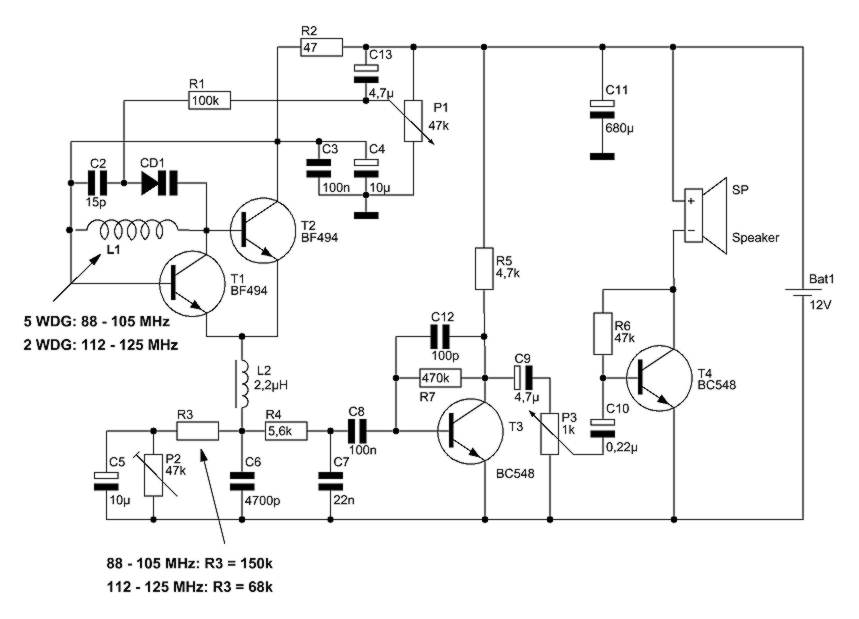 R2
47
C13
4,7µ
R1
100k
P1
47k
C11
680µ
C2
15p
CD1
C3
100n
C4
10µ
L1
T2
BF494
T1
BF494
SP
+
−
Speaker
R5
4,7k
Bat1
12V
5 WDG: 88 - 105 MHz
2 WDG: 112 - 125 MHz
C12
100p
R6
47k
L2
2,2µH
470k
R7
C9
4,7µ
T4
BC548
R3
R4
5,6k
C8
100n
T3
BC548
P3
1k
C10
0,22µ
C5
10µ
P2
47k
C6
4700p
C7
22n
88 - 105 MHz: R3 = 150k
112 - 125 MHz: R3 = 68k